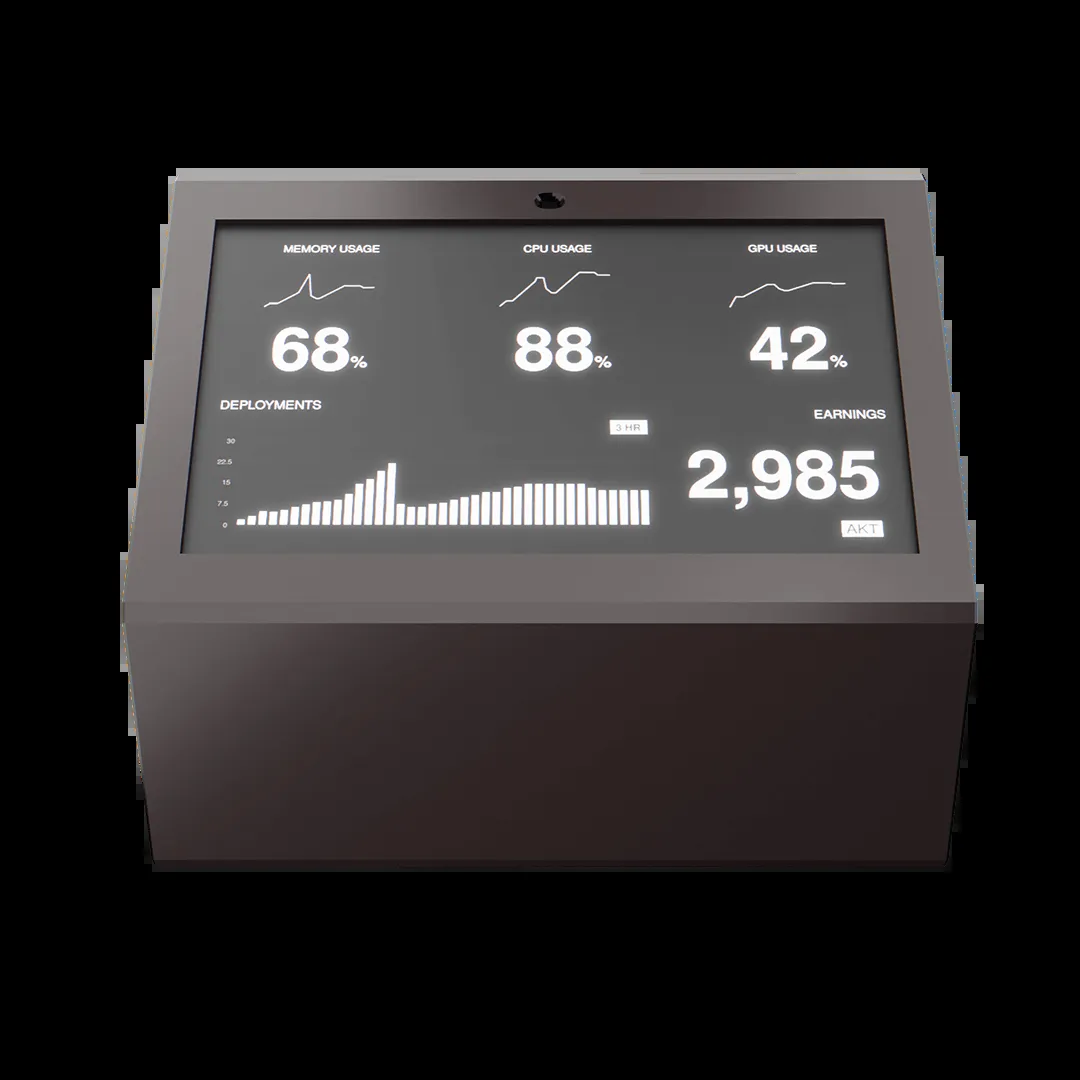 MEMORY USAGE
CPU USAGE
GPU USAGE
68%
88%
42%
DEPLOYMENTS
3 HR
30
22.5
15
7.5
0
EARNINGS
2,985
AKT